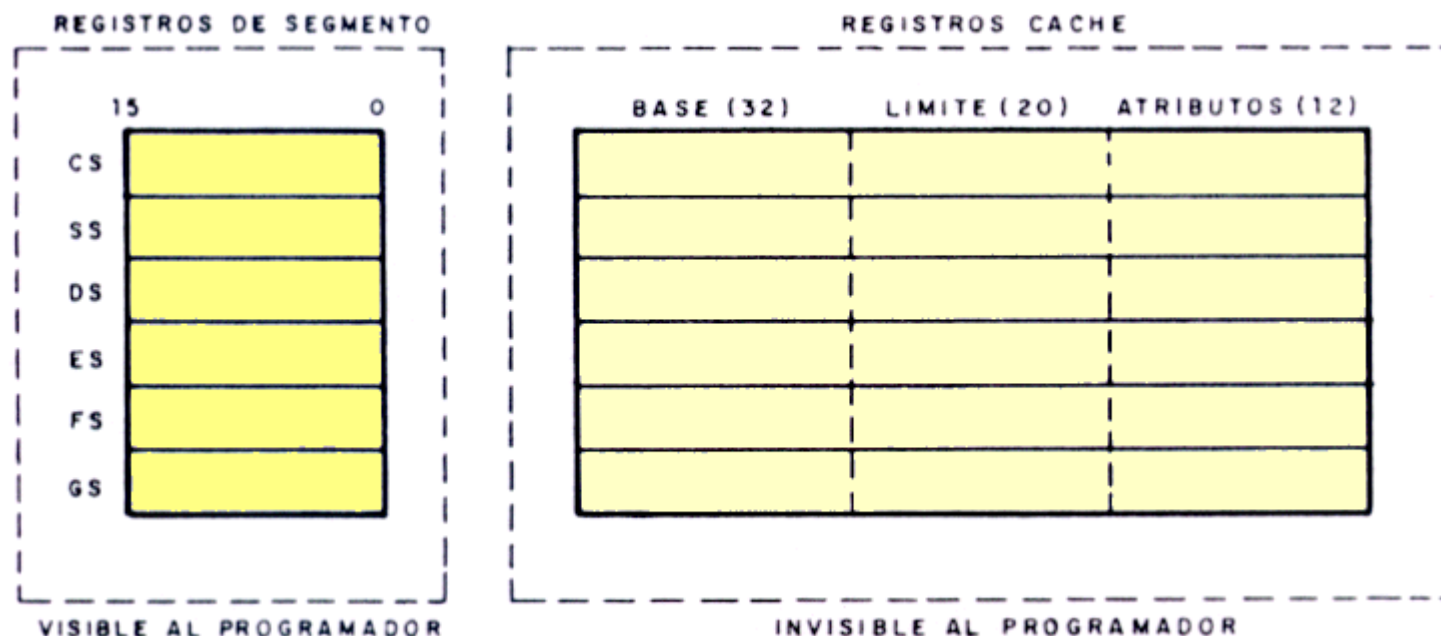 REGISTROS DE SEGMENTO
REGISTROS CACHE
15 0
BASE (32) LIMITE (20) ATRIBUTOS (12)
CS
SS
DS
ES
FS
GS
VISIBLE AL PROGRAMADOR
INVISIBLE AL PROGRAMADOR